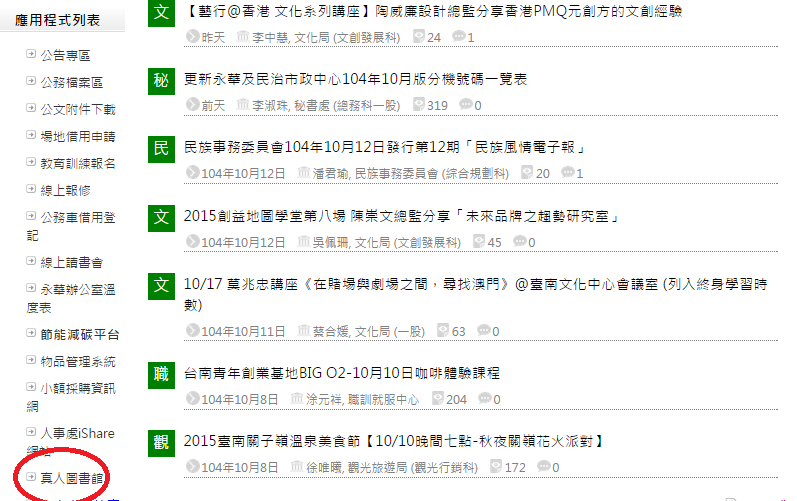 應用程式列表
公告專區
公務檔案區
公文附件下載
場地借用申請
教育訓練報名
線上報修
公務車借用登
記
線上讀書會
永華辦公室溫
度表
節能減碳平台
物品管理系統
小額採購資訊
網
人事處iShare
真人圖書館
文 【藝行@香港 文化系列講座】陶威廉設計總監分享香港PMQ元創方的文創經驗
昨天 李中慧, 文化局 (文創發展科) 24 1
秘 更新永華及民治市政中心104年10月版分機號碼一覽表
前天 李淑珠, 秘書處 (總務科一股) 319 0
民 民族事務委員會104年10月12日發行第12期「民族風情電子報」
104年10月12日 潘君瑜, 民族事務委員會 (綜合規劃科) 20 1
文 2015創益地圖學堂第八場 陳崇文總監分享「未來品牌之趨勢研究室」
104年10月12日 吳佩珊, 文化局 (文創發展科) 45 0
文 10/17 莫兆忠講座《在賭場與劇場之間，尋找澳門》@臺南文化中心會議室 (列入終身學習時
數)
104年10月11日 蔡合媛, 文化局 (一股) 63 0
職 台南青年創業基地BIG O2-10月10日咖啡體驗課程
104年10月8日 涂元祥, 職訓就服中心 204 0
觀 2015臺南關子嶺溫泉美食節【10/10晚間七點-秋夜關嶺花火派對】
104年10月8日 徐唯曦, 觀光旅遊局 (觀光行銷科) 172 0